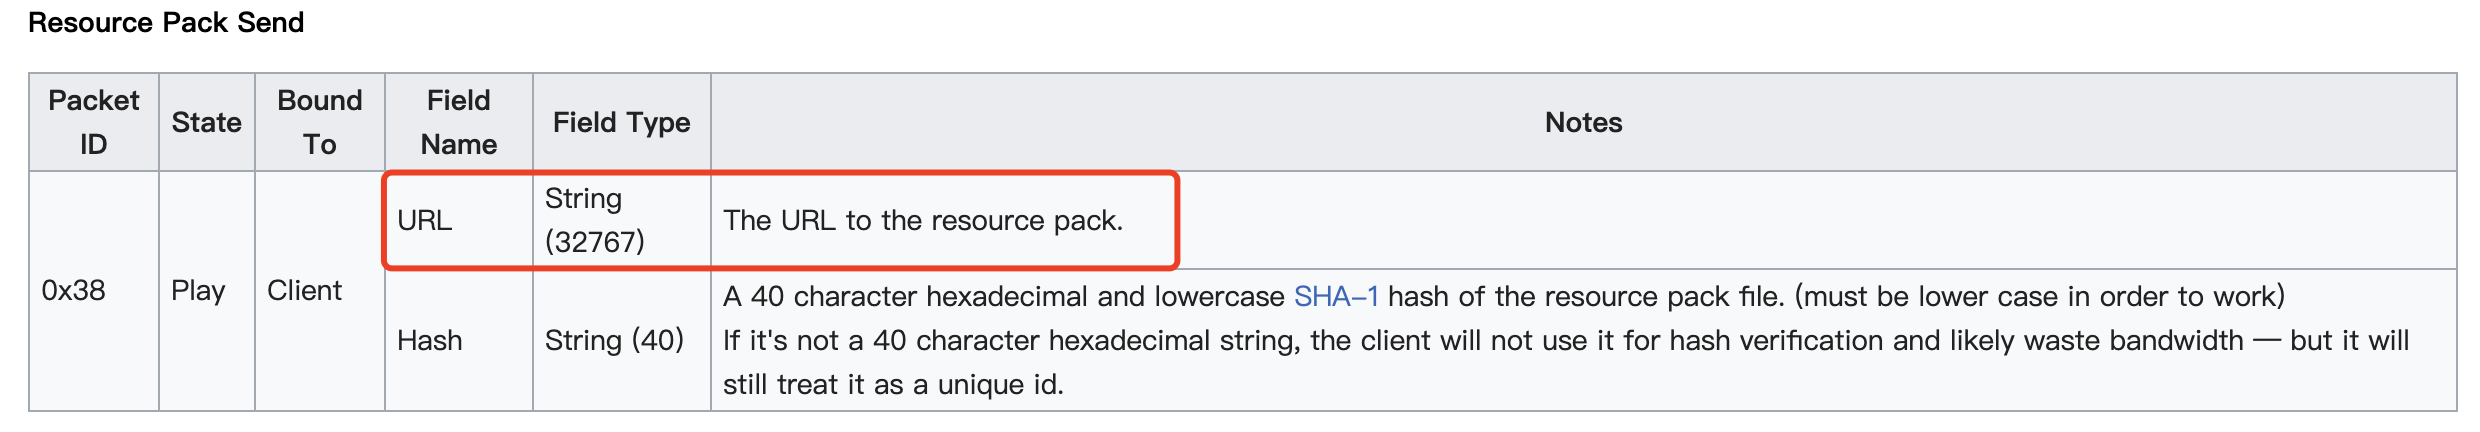 Resource Pack Send
Packet ID
State
Bound To
Field Name
Field Type
Notes
0x38
Play
Client
URL
String
(32767)
The URL to the resource pack.
Hash
String (40)
A 40 character hexadecimal and lowercase SHA-1 hash of the resource pack file. (must be lower case in order to work)
If it's not a 40 character hexadecimal string, the client will not use it for hash verification and likely waste bandwidth — but it will
still treat it as a unique id.